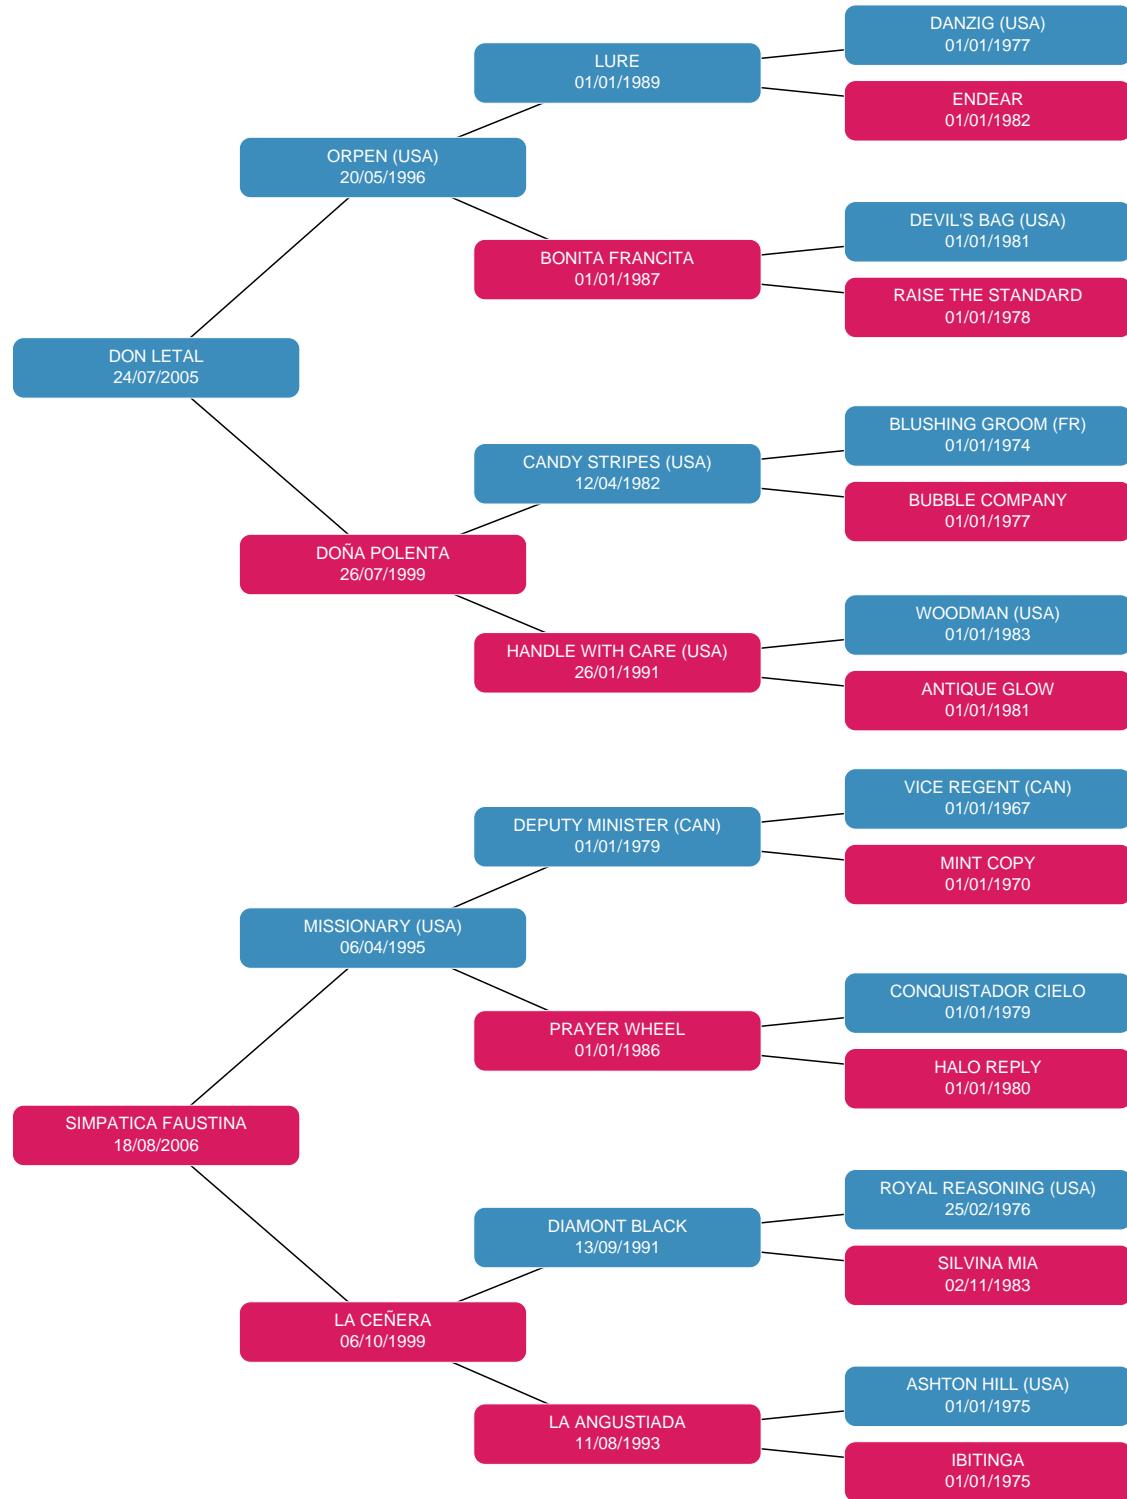 DANZIG (USA)
01/01/1977
LURE
01/01/1989
ENDEAR
01/01/1982
ORPEN (USA)
20/05/1996
DEVIL'S BAG (USA)
01/01/1981
BONITA FRANCITA
01/01/1987
RAISE THE STANDARD
01/01/1978
DON LETAL
24/07/2005
BLUSHING GROOM (FR)
01/01/1974
CANDY STRIPES (USA)
12/04/1982
BUBBLE COMPANY
01/01/1977
DOÑA POLENTA
26/07/1999
WOODMAN (USA)
01/01/1983
HANDLE WITH CARE (USA)
26/01/1991
ANTIQUE GLOW
01/01/1981
VICE REGENT (CAN)
01/01/1967
DEPUTY MINISTER (CAN)
01/01/1979
MINT COPY
01/01/1970
MISSIONARY (USA)
06/04/1995
CONQUISTADOR CIELO
01/01/1979
PRAYER WHEEL
01/01/1986
HALO REPLY
01/01/1980
SIMPATICA FAUSTINA
18/08/2006
ROYAL REASONING (USA)
25/02/1976
DIAMONT BLACK
13/09/1991
SILVINA MIA
02/11/1983
LA CEÑERA
06/10/1999
ASHTON HILL (USA)
01/01/1975
LA ANGUSTIADA
11/08/1993
IBITINGA
01/01/1975